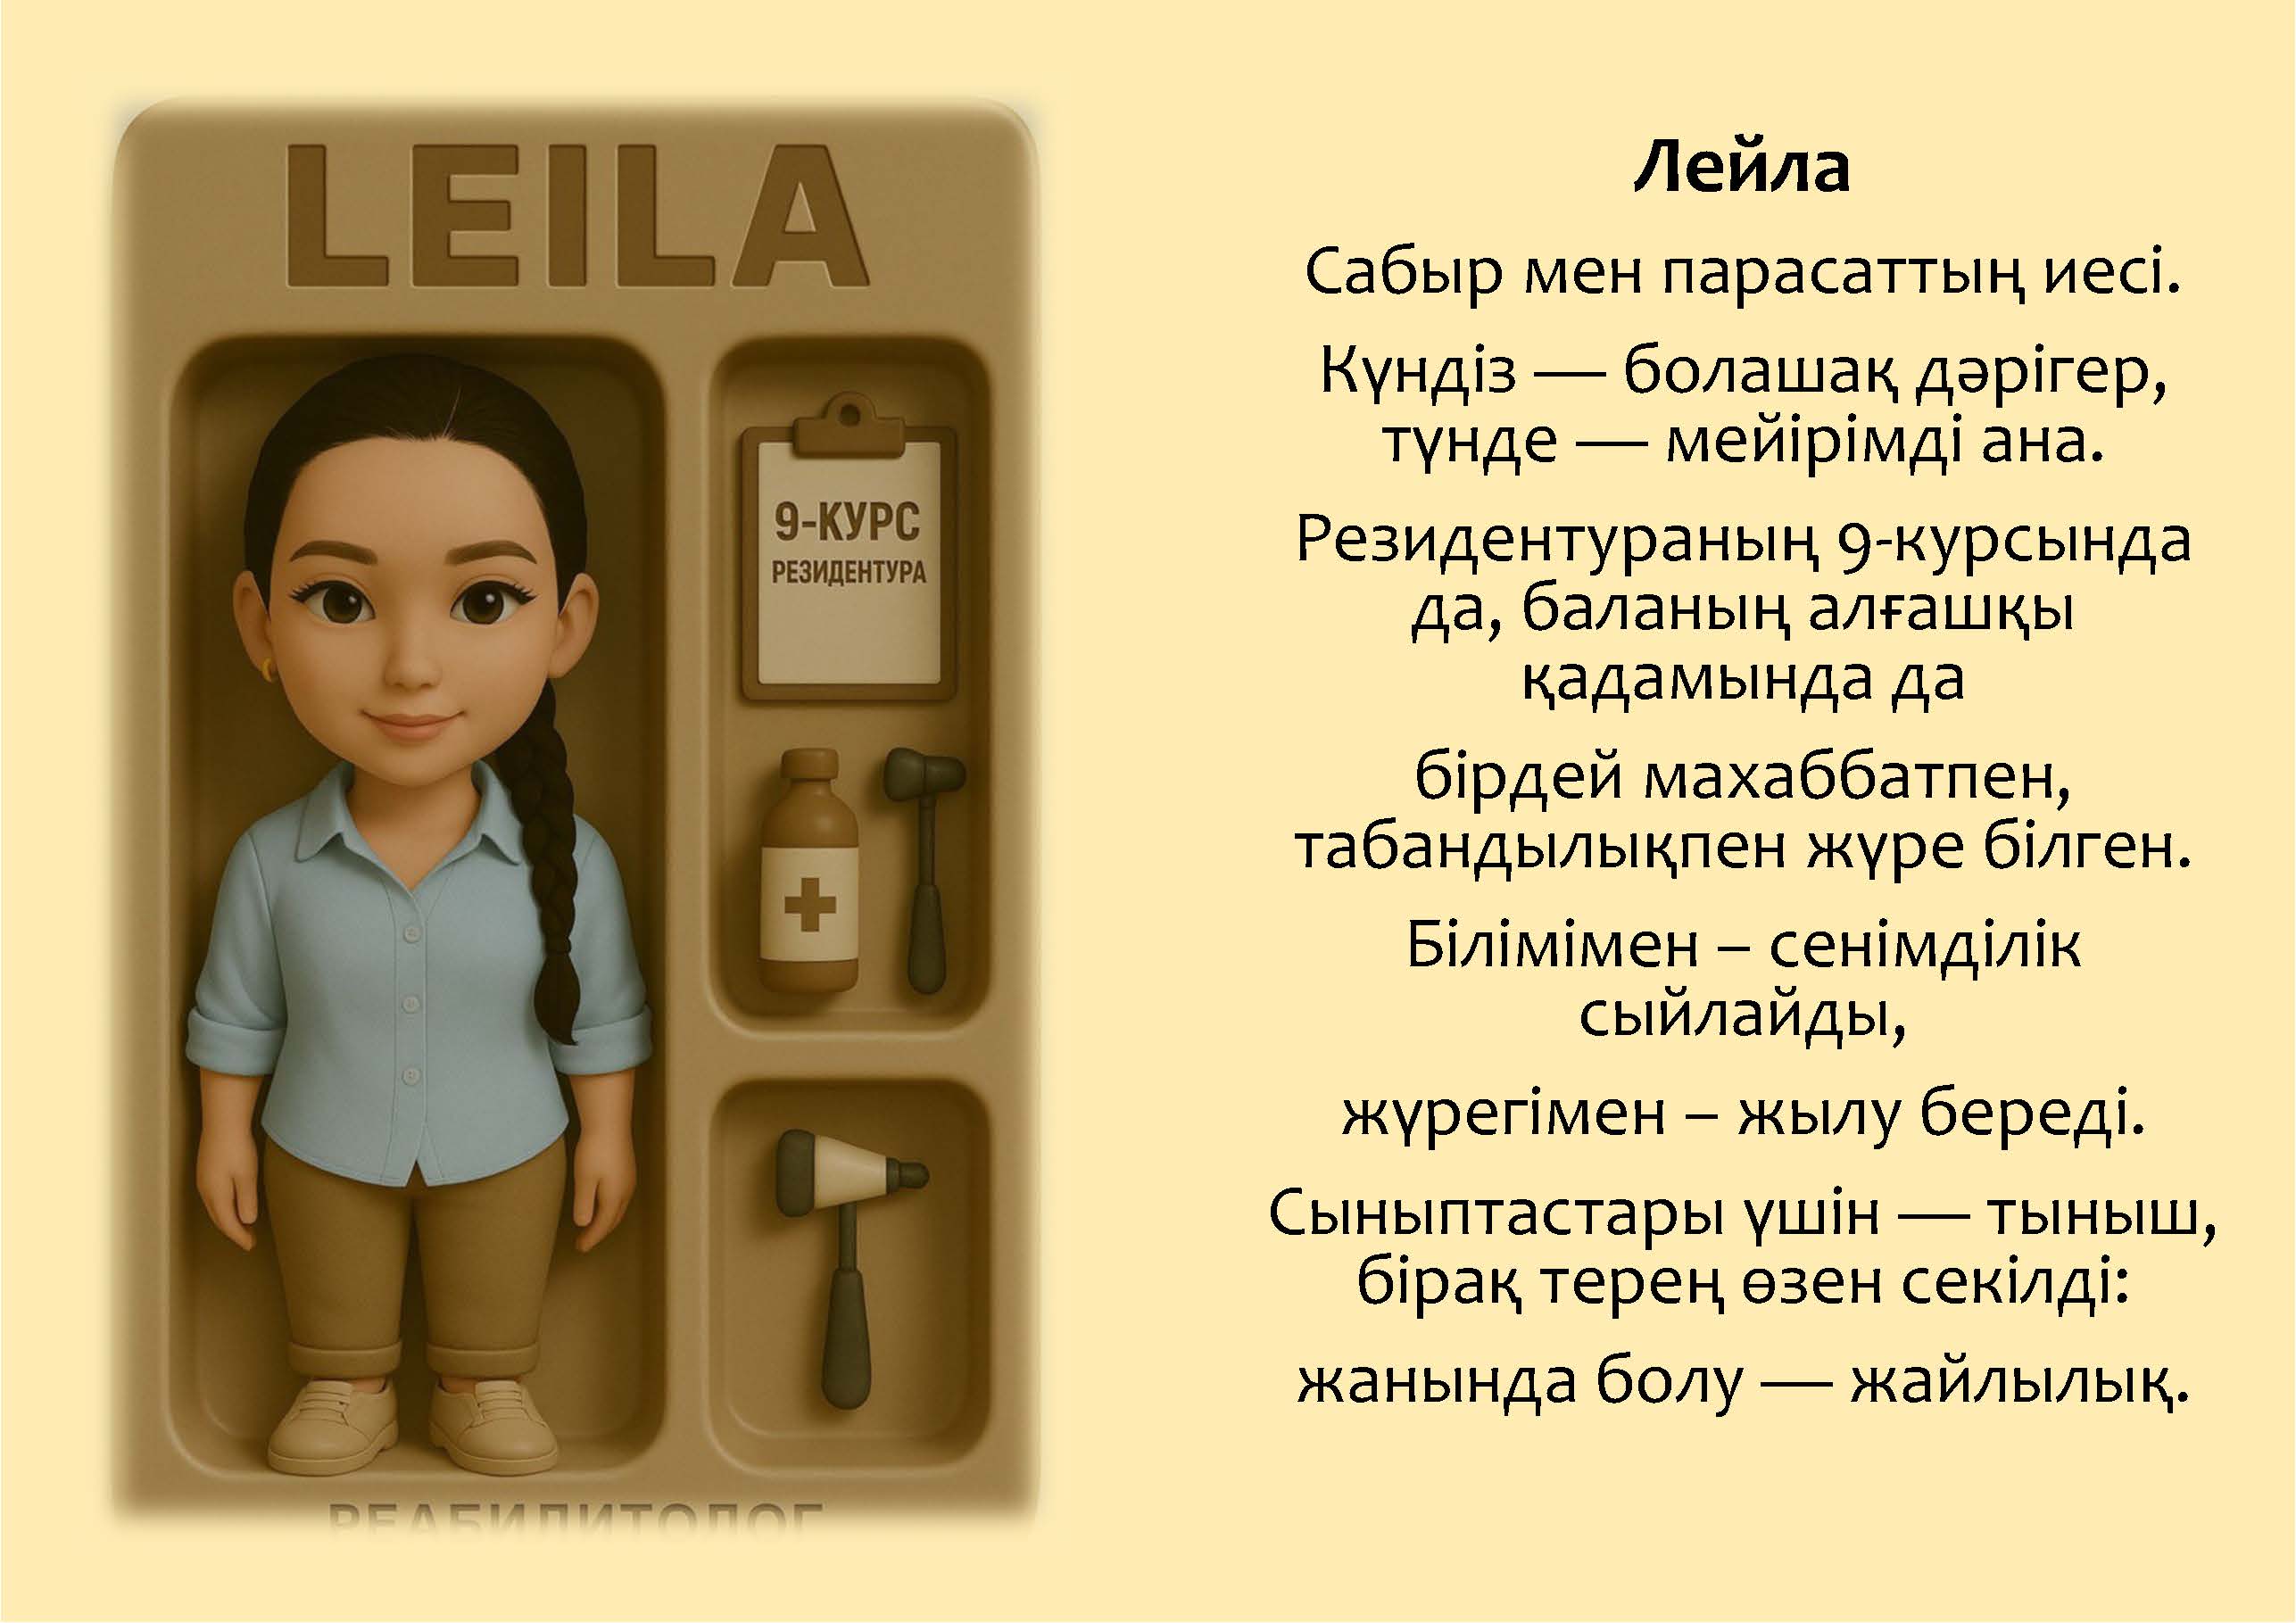 LEILA
9-КУРС
РЕЗИДЕНТУРА
РЕАБИЛИТОЛОГ
Лейла
Сабыр мен парасаттың иесі.
Күндіз — болашақ дәрігер,
түнде — мейірімді ана.
Резидентураның 9-курсында
да, баланың алғашқы
қадамында да
бірдей махаббатпен,
табандылықпен жүре білген.
Білімімен – сенімділік
сыйлайды,
жүрегімен – жылу береді.
Сыныптастары үшін — тыныш,
бірақ терең өзен секілді:
жанында болу — жайлылық.